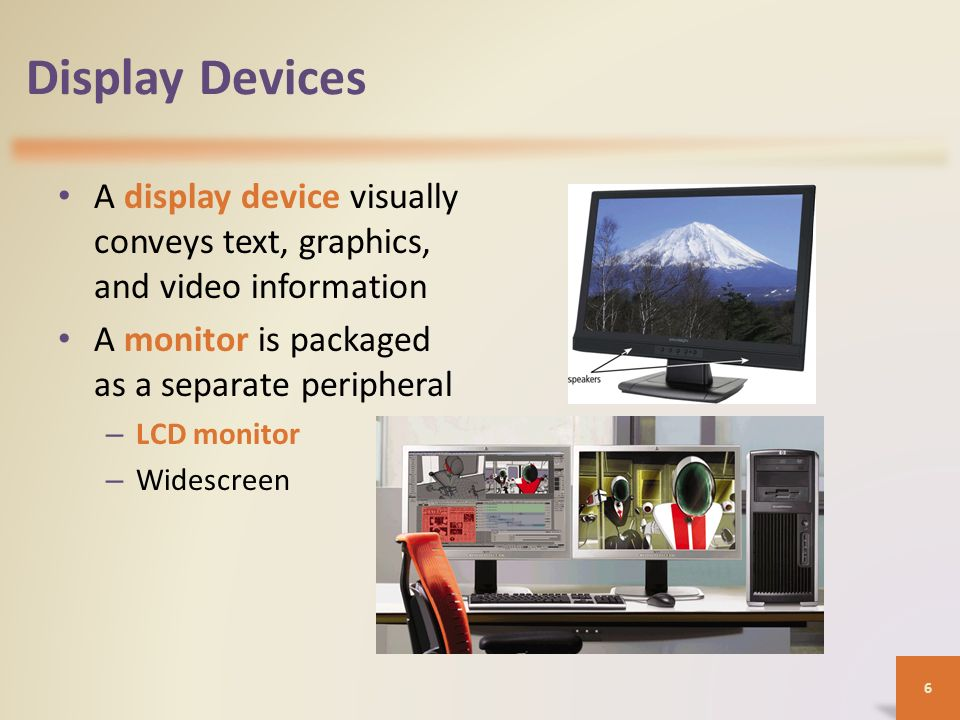 Display Devices
• A display device visually
conveys text, graphics,
and video information
• A monitor is packaged
as a separate peripheral
– LCD monitor
– Widescreen
speakers
6